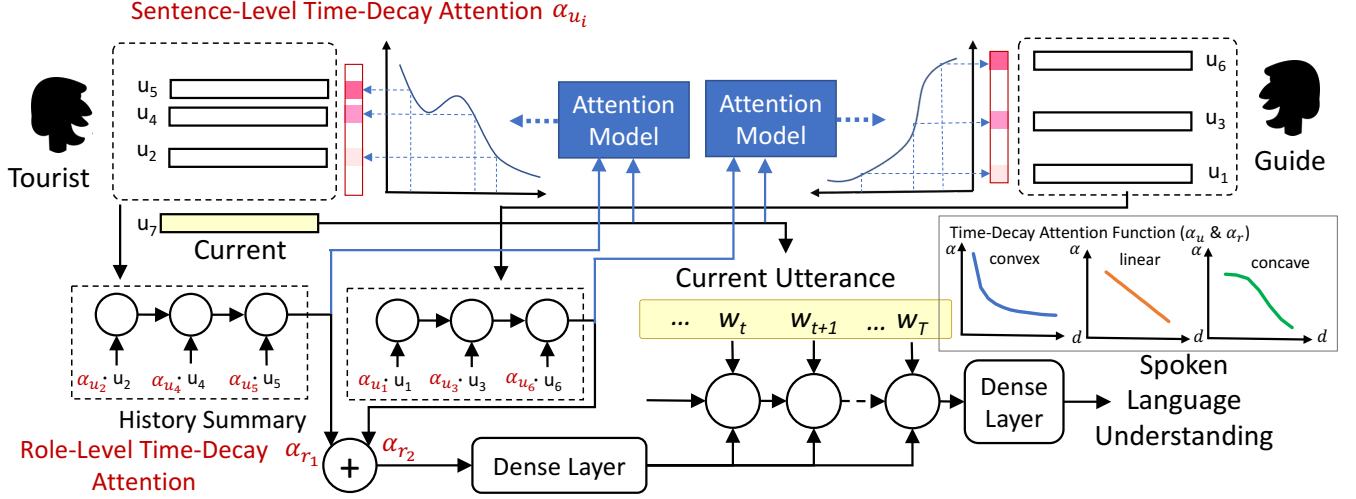 Sentence-Level Time-Decay Attention α_{u_i}
Tourist
u5
u4
u2
Attention Model
Attention Model
u6
u3
u1
Guide
u7
Current
Time-Decay Attention Function (α_u & α_r)
α
convex
d
α
linear
d
α
concave
d
Current Utterance
... w_t w_{t+1} ... w_T
α_{u_2}· u2 α_{u_4}· u4 α_{u_5}· u5
α_{u_1}· u1 α_{u_3}· u3 α_{u_6}· u6
History Summary
Role-Level Time-Decay
Attention
α_{r_1}
+
α_{r_2}
Dense Layer
Dense
Layer
Spoken
Language
Understanding